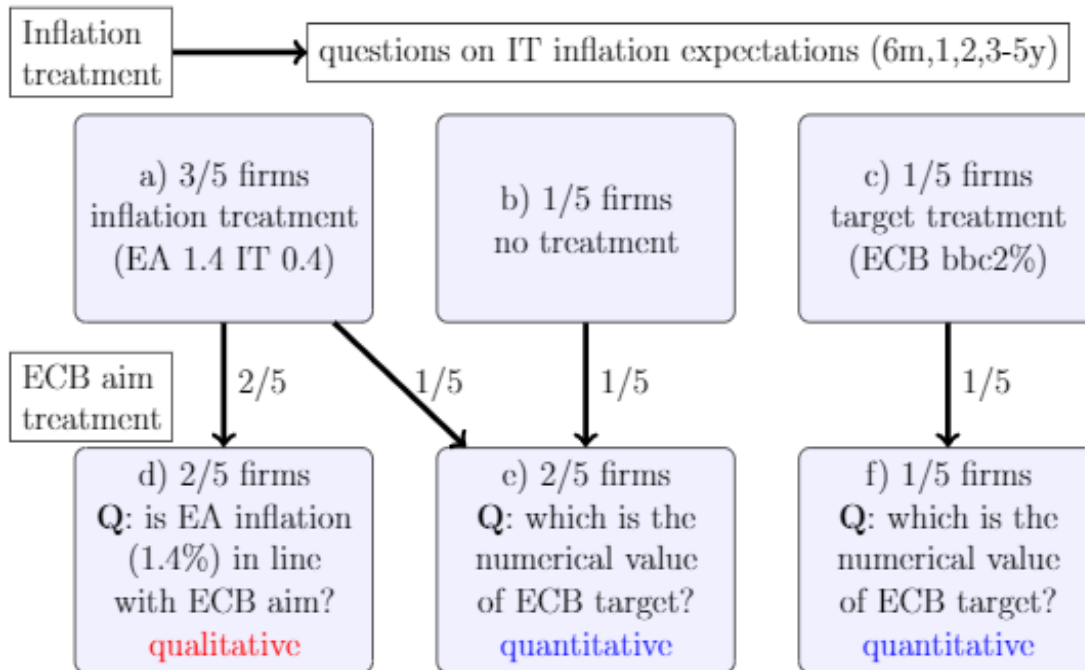 Inflation
treatment
questions on IT inflation expectations (6m,1,2,3-5y)
a) 3/5 firms
inflation treatment
(EA 1.4 IT 0.4)
b) 1/5 firms
no treatment
c) 1/5 firms
target treatment
(ECB bbc2%)
ECB aim
treatment
2/5
1/5
1/5
1/5
d) 2/5 firms
Q: is EA inflation
(1.4%) in line
with ECB aim?
qualitative
e) 2/5 firms
Q: which is the
numerical value
of ECB target?
quantitative
f) 1/5 firms
Q: which is the
numerical value
of ECB target?
quantitative